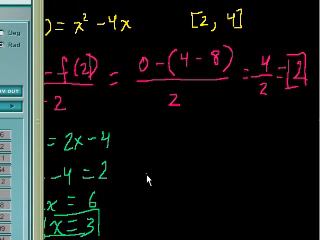 ) = x² - 4x [2, 4]
- f(2) / - 2 = 0 - (4 - 8) / 2 = 4/2 = 2
= 2x - 4
- 4 = 2
x = 6
x = 3
Deg
Rad